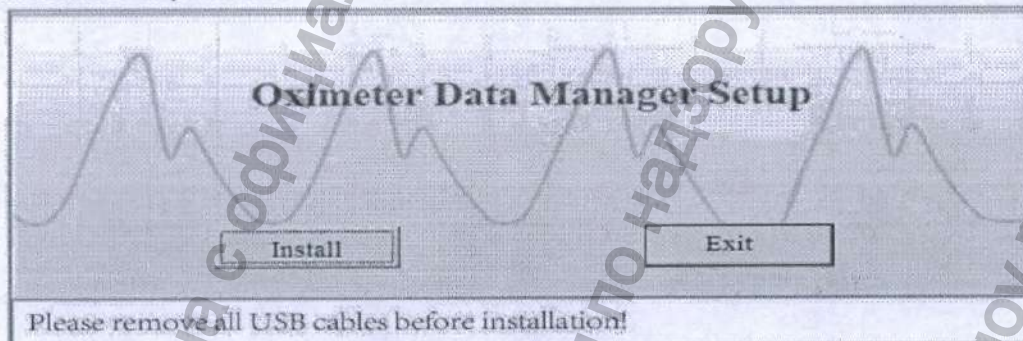 Oximeter Data Manager Setup
Install
Exit
Please remove all USB cables before installation!